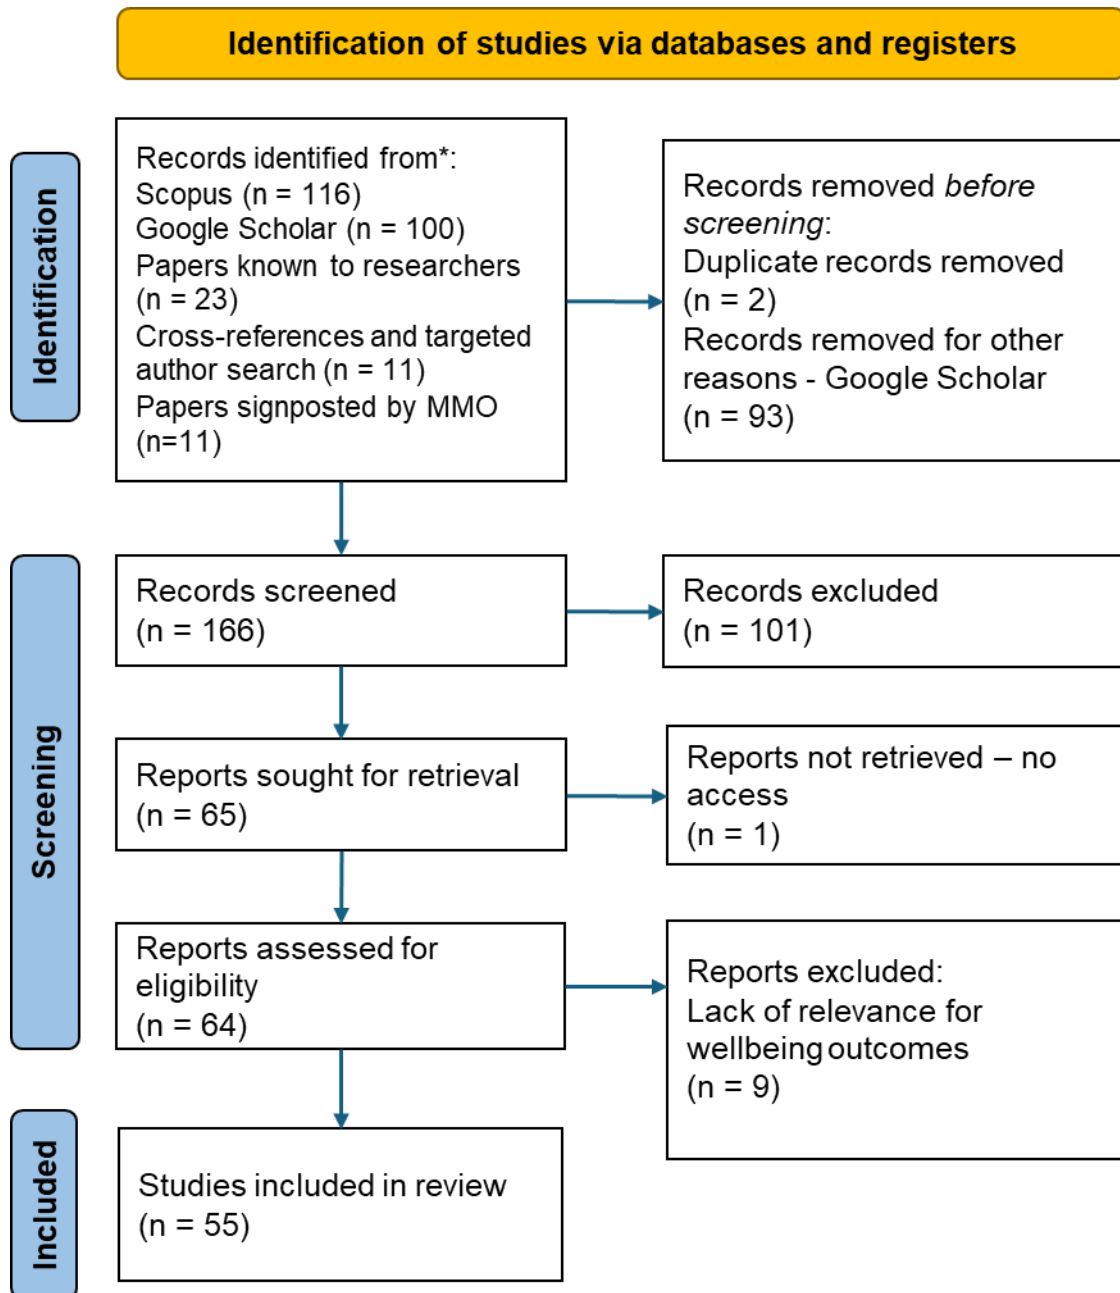 Identification of studies via databases and registers
Identification
Records identified from*:
Scopus (n = 116)
Google Scholar (n = 100)
Papers known to researchers
(n = 23)
Cross-references and targeted
author search (n = 11)
Papers signposted by MMO
(n=11)
Records removed before
screening:
Duplicate records removed
(n = 2)
Records removed for other
reasons - Google Scholar
(n = 93)
Screening
Records screened
(n = 166)
Records excluded
(n = 101)
Reports sought for retrieval
(n = 65)
Reports not retrieved – no
access
(n = 1)
Reports assessed for
eligibility
(n = 64)
Reports excluded:
Lack of relevance for
wellbeing outcomes
(n = 9)
Included
Studies included in review
(n = 55)